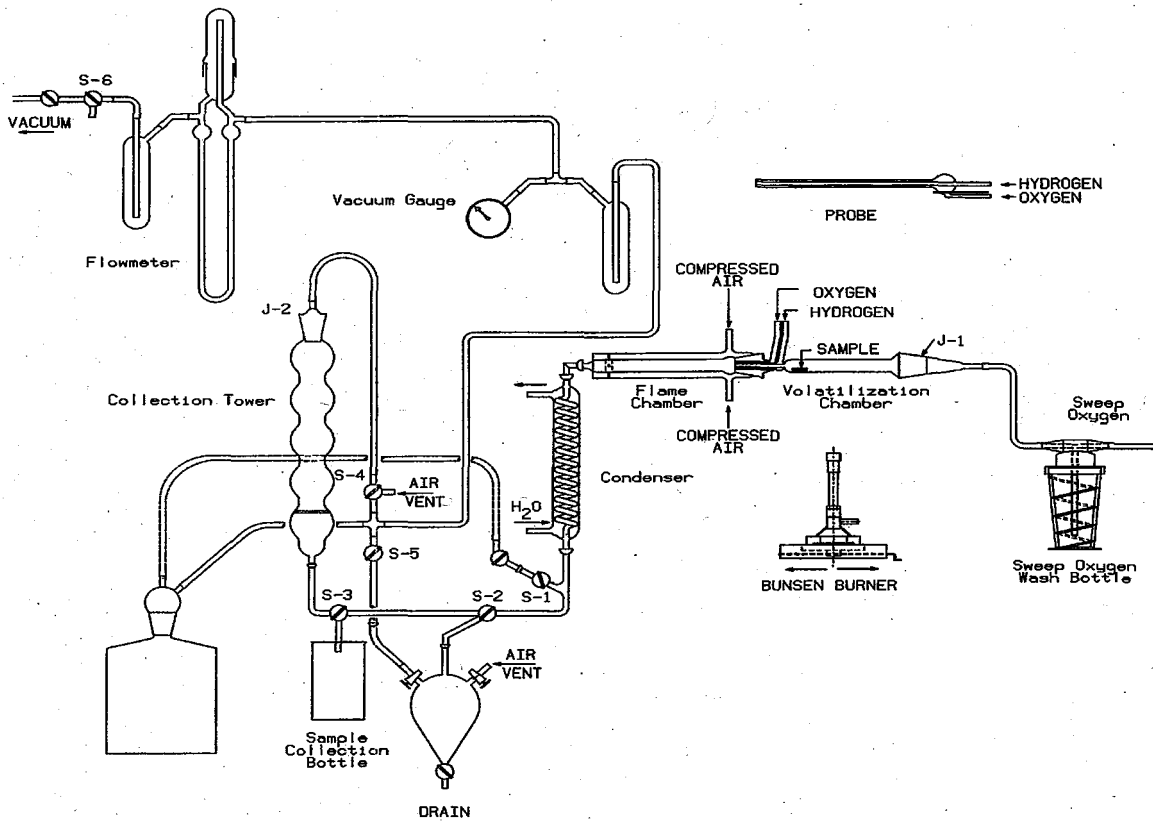 S-6
VACUUM
Flowmeter
Vacuum Gauge
HYDROGEN
OXYGEN
PROBE
COMPRESSED
AIR
OXYGEN
HYDROGEN
SAMPLE
J-1
J-2
Flame
Chamber
Volatilization
Chamber
Sweep
Oxygen
Collection Tower
COMPRESSED
AIR
Condenser
S-4
AIR
VENT
H2O
S-5
S-1
BUNSEN BURNER
Sweep Oxygen
Wash Bottle
S-3
S-2
AIR
VENT
Sample
Collection
Bottle
DRAIN